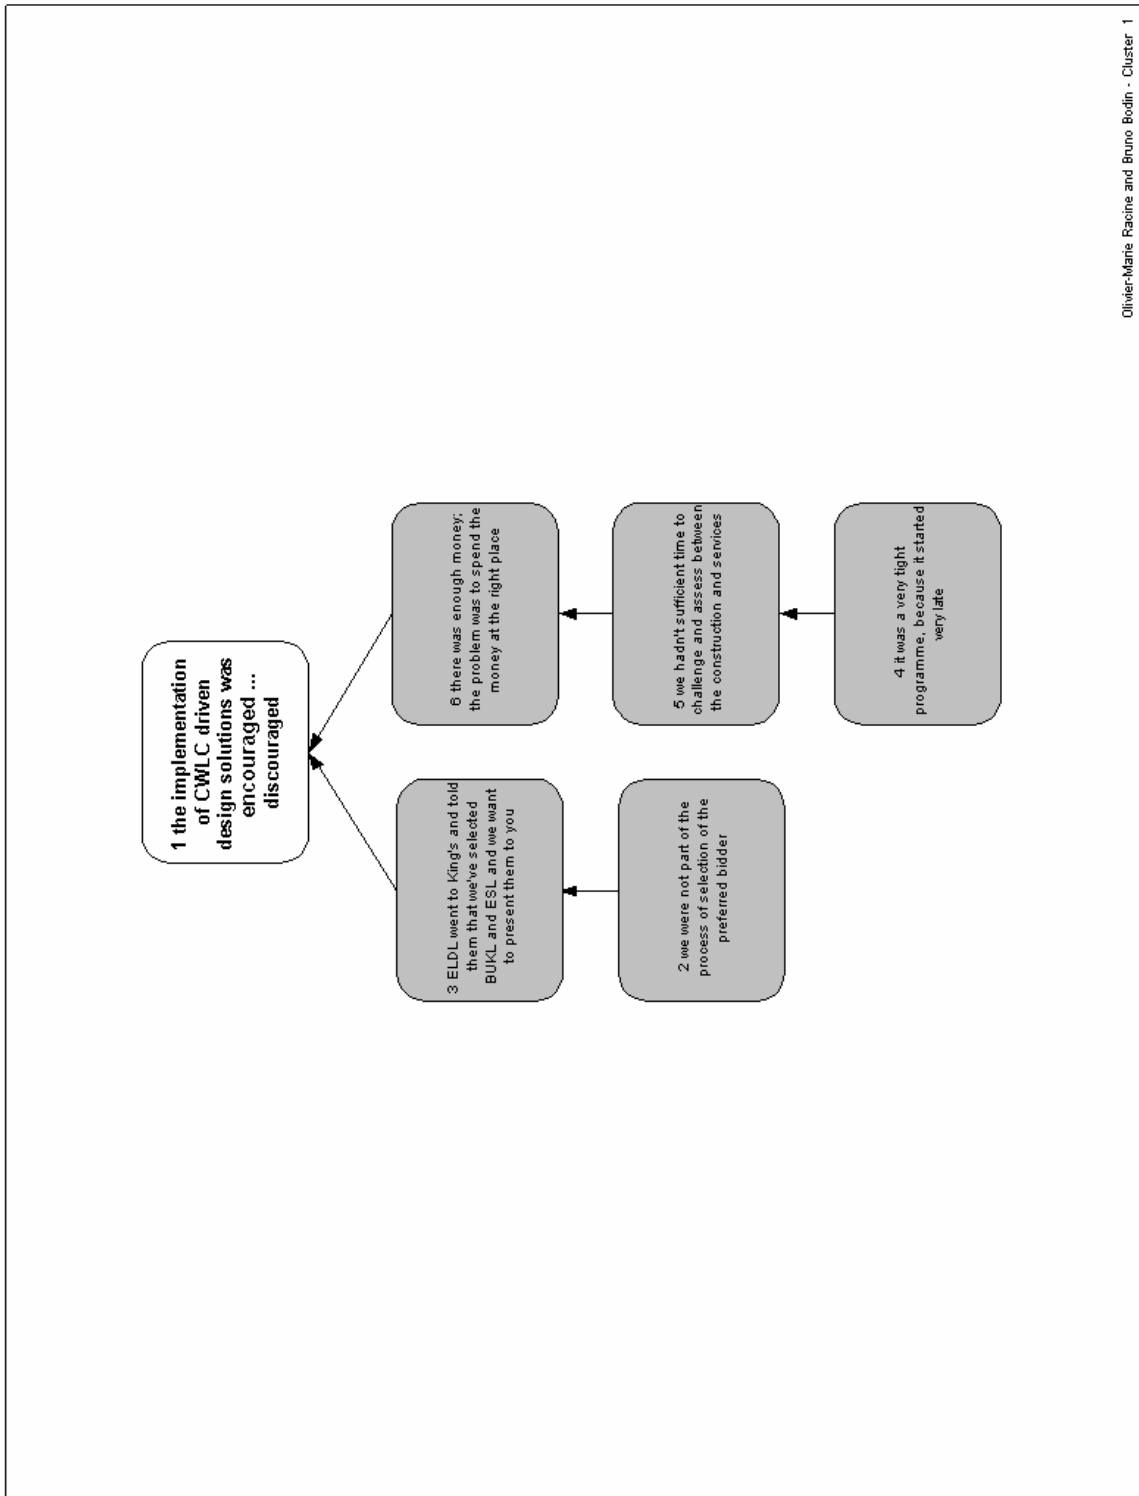 1 the implementation
of CWLC driven
design solutions was
encouraged ...
discouraged
3 ELDL went to King's and told
them that we've selected
BUKL and ESL and we want
to present them to you
6 there was enough money;
the problem was to spend the
money at the right place
2 we were not part of the
process of selection of the
preferred bidder
5 we hadn't sufficient time to
challenge and assess between
the construction and services
4 it was a very tight
programme, because it started
very late
Olivier-Marie Racine and Bruno Bodin - Cluster 1